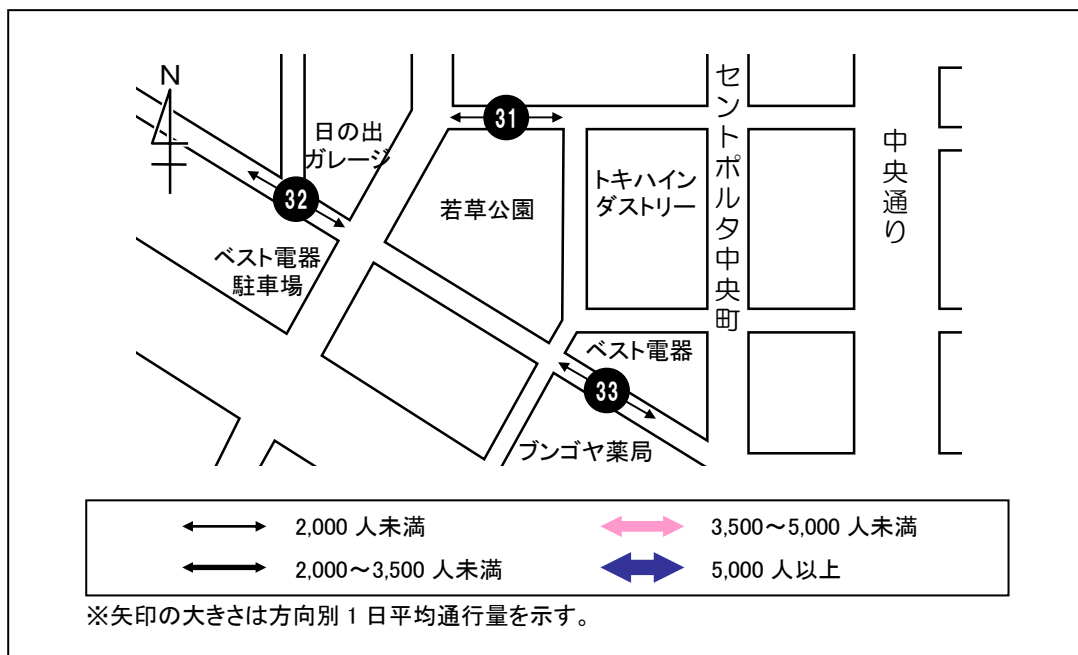 N
31
日の出
ガレージ
32
若草公園
トキハイン
ダストリー
セントポルタ中央町
中央通り
ベスト電器
駐車場
ベスト電器
33
ブンゴヤ薬局
2,000 人未満
3,500～5,000 人未満
2,000～3,500 人未満
5,000 人以上
※矢印の大きさは方向別 1 日平均通行量を示す。